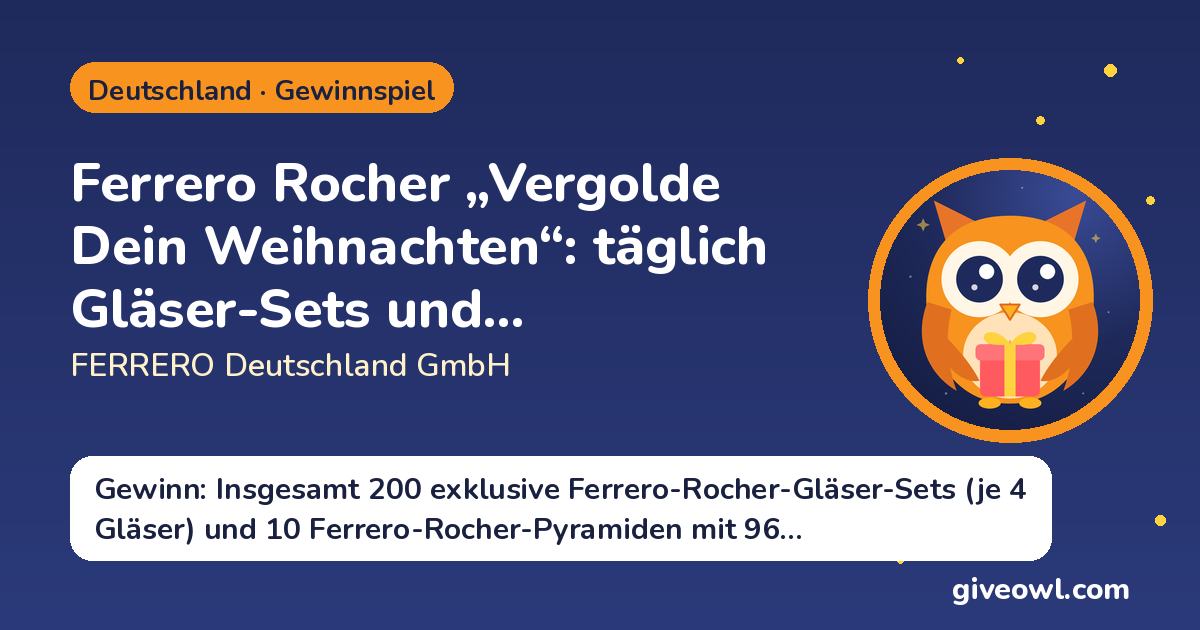 Deutschland · Gewinnspiel
Ferrero Rocher „Vergolde
Dein Weihnachten“: täglich
Gläser-Sets und...
FERRERO Deutschland GmbH
Gewinn: Insgesamt 200 exklusive Ferrero-Rocher-Gläser-Sets (je 4
Gläser) und 10 Ferrero-Rocher-Pyramiden mit 96...
giveowl.com